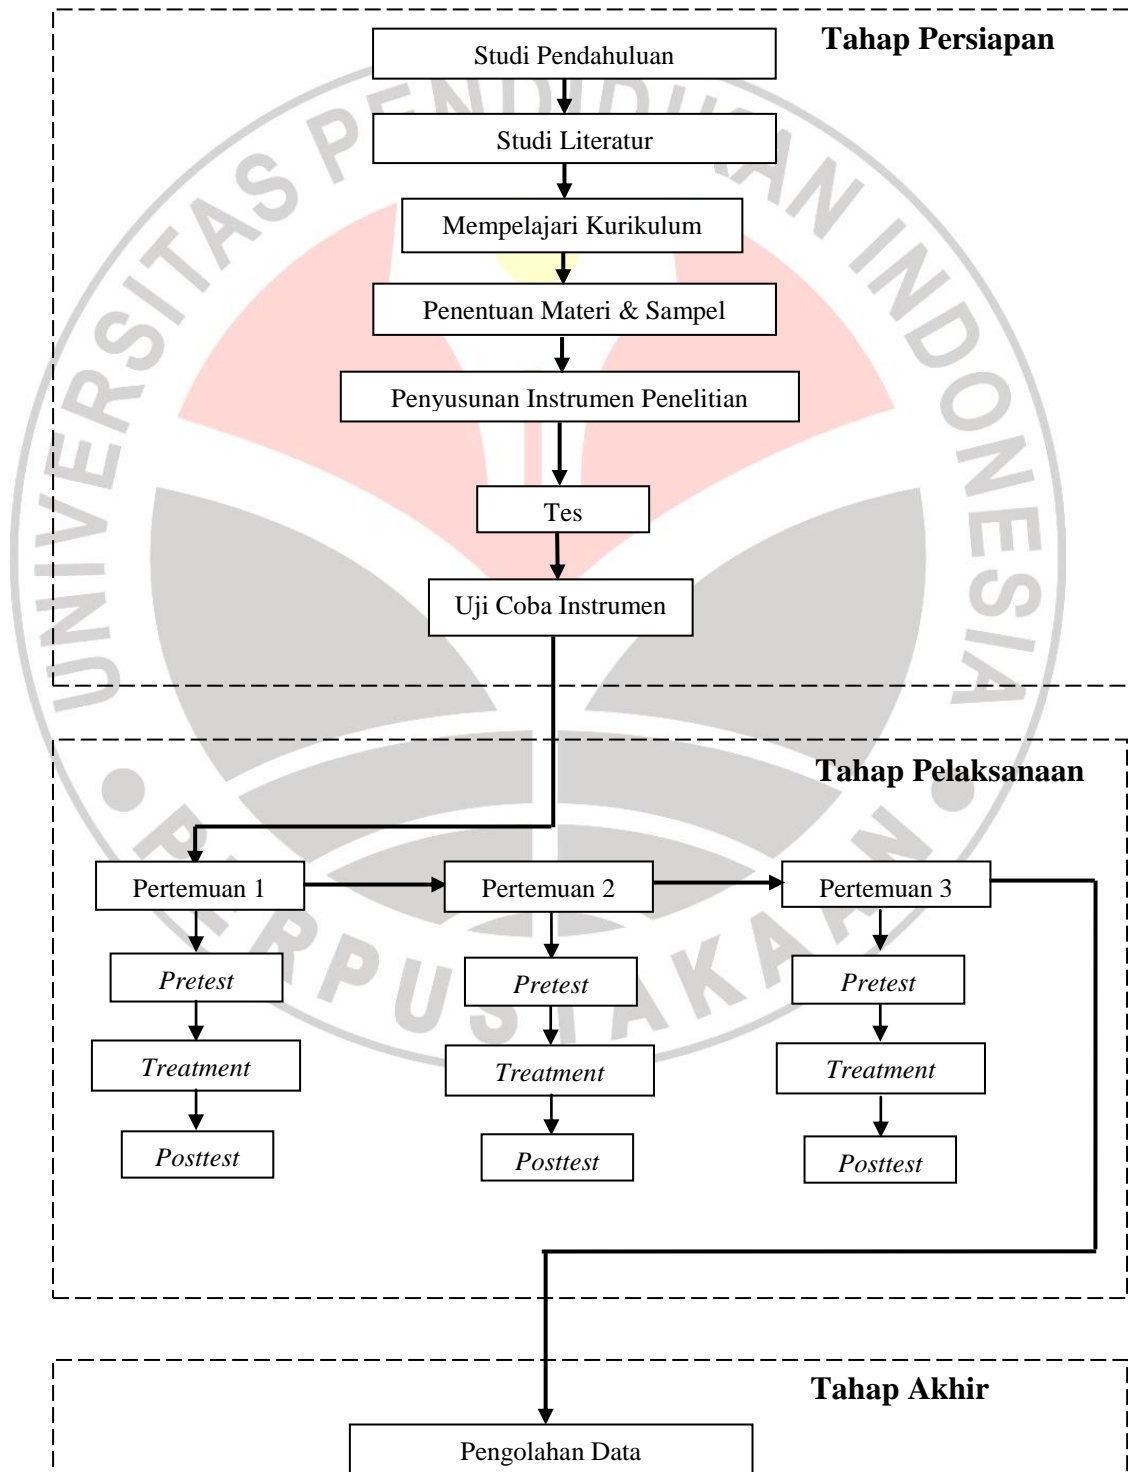 Tahap Persiapan
Studi Pendahuluan
Studi Literatur
Mempelajari Kurikulum
Penentuan Materi & Sampel
Penyusunan Instrumen Penelitian
Tes
Uji Coba Instrumen
Tahap Pelaksanaan
Pertemuan 1
Pertemuan 2
Pertemuan 3
Pretest
Pretest
Pretest
Treatment
Treatment
Treatment
Posttest
Posttest
Posttest
Tahap Akhir
Pengolahan Data
UNIVERSITAS PENDIDIKAN INDONESIA
PERPUSTAKAAN